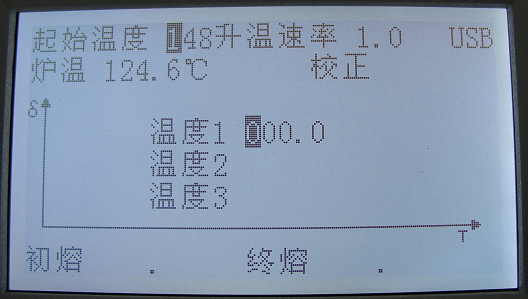 起始温度 148升温速率 1.0 USB
炉温 124.6℃ 校正
δ
温度1 000.0
温度2
温度3
T
初熔 . 终熔 .